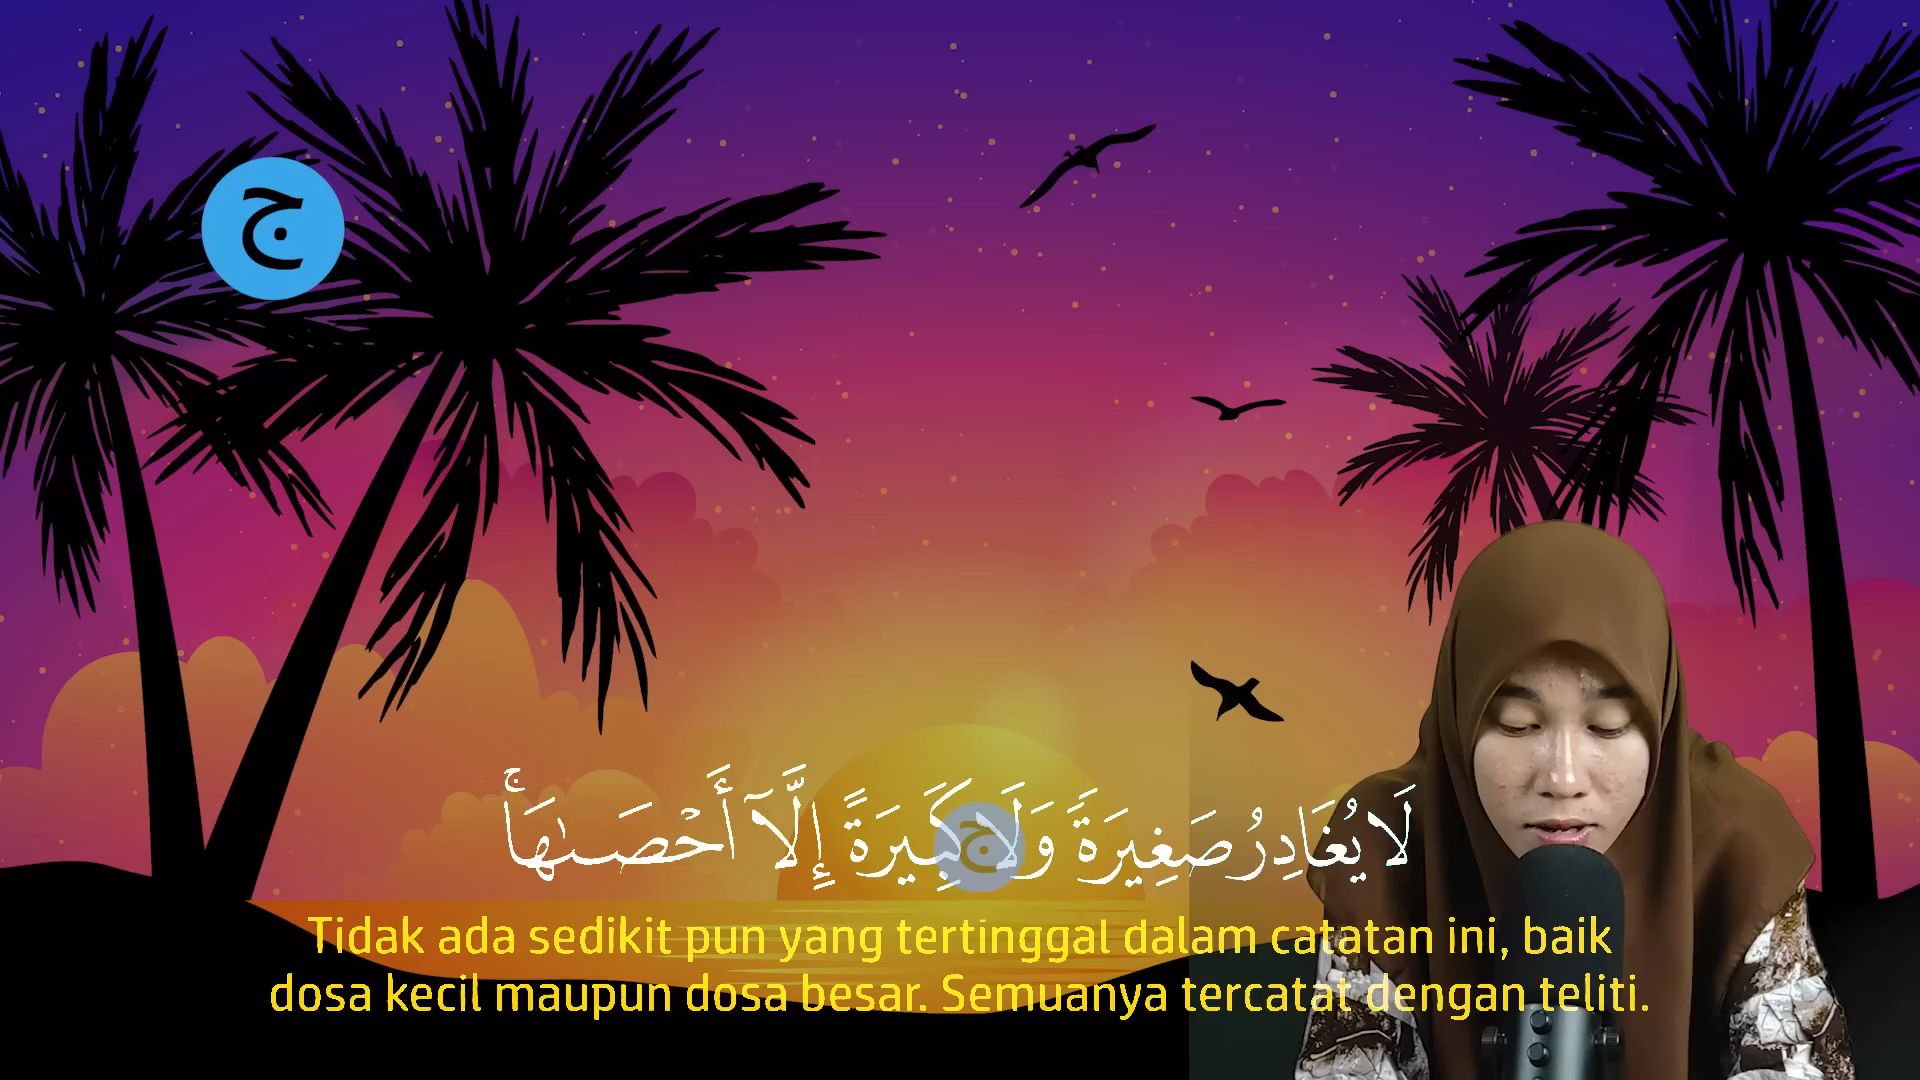 ج
لَا يُغَادِرُ صَغِيرَةً وَلَا كَبِيرَةً إِلَّآ أَحْصَىٰهَاۚ
ج
Tidak ada sedikit pun yang tertinggal dalam catatan ini, baik
dosa kecil maupun dosa besar. Semuanya tercatat dengan teliti.